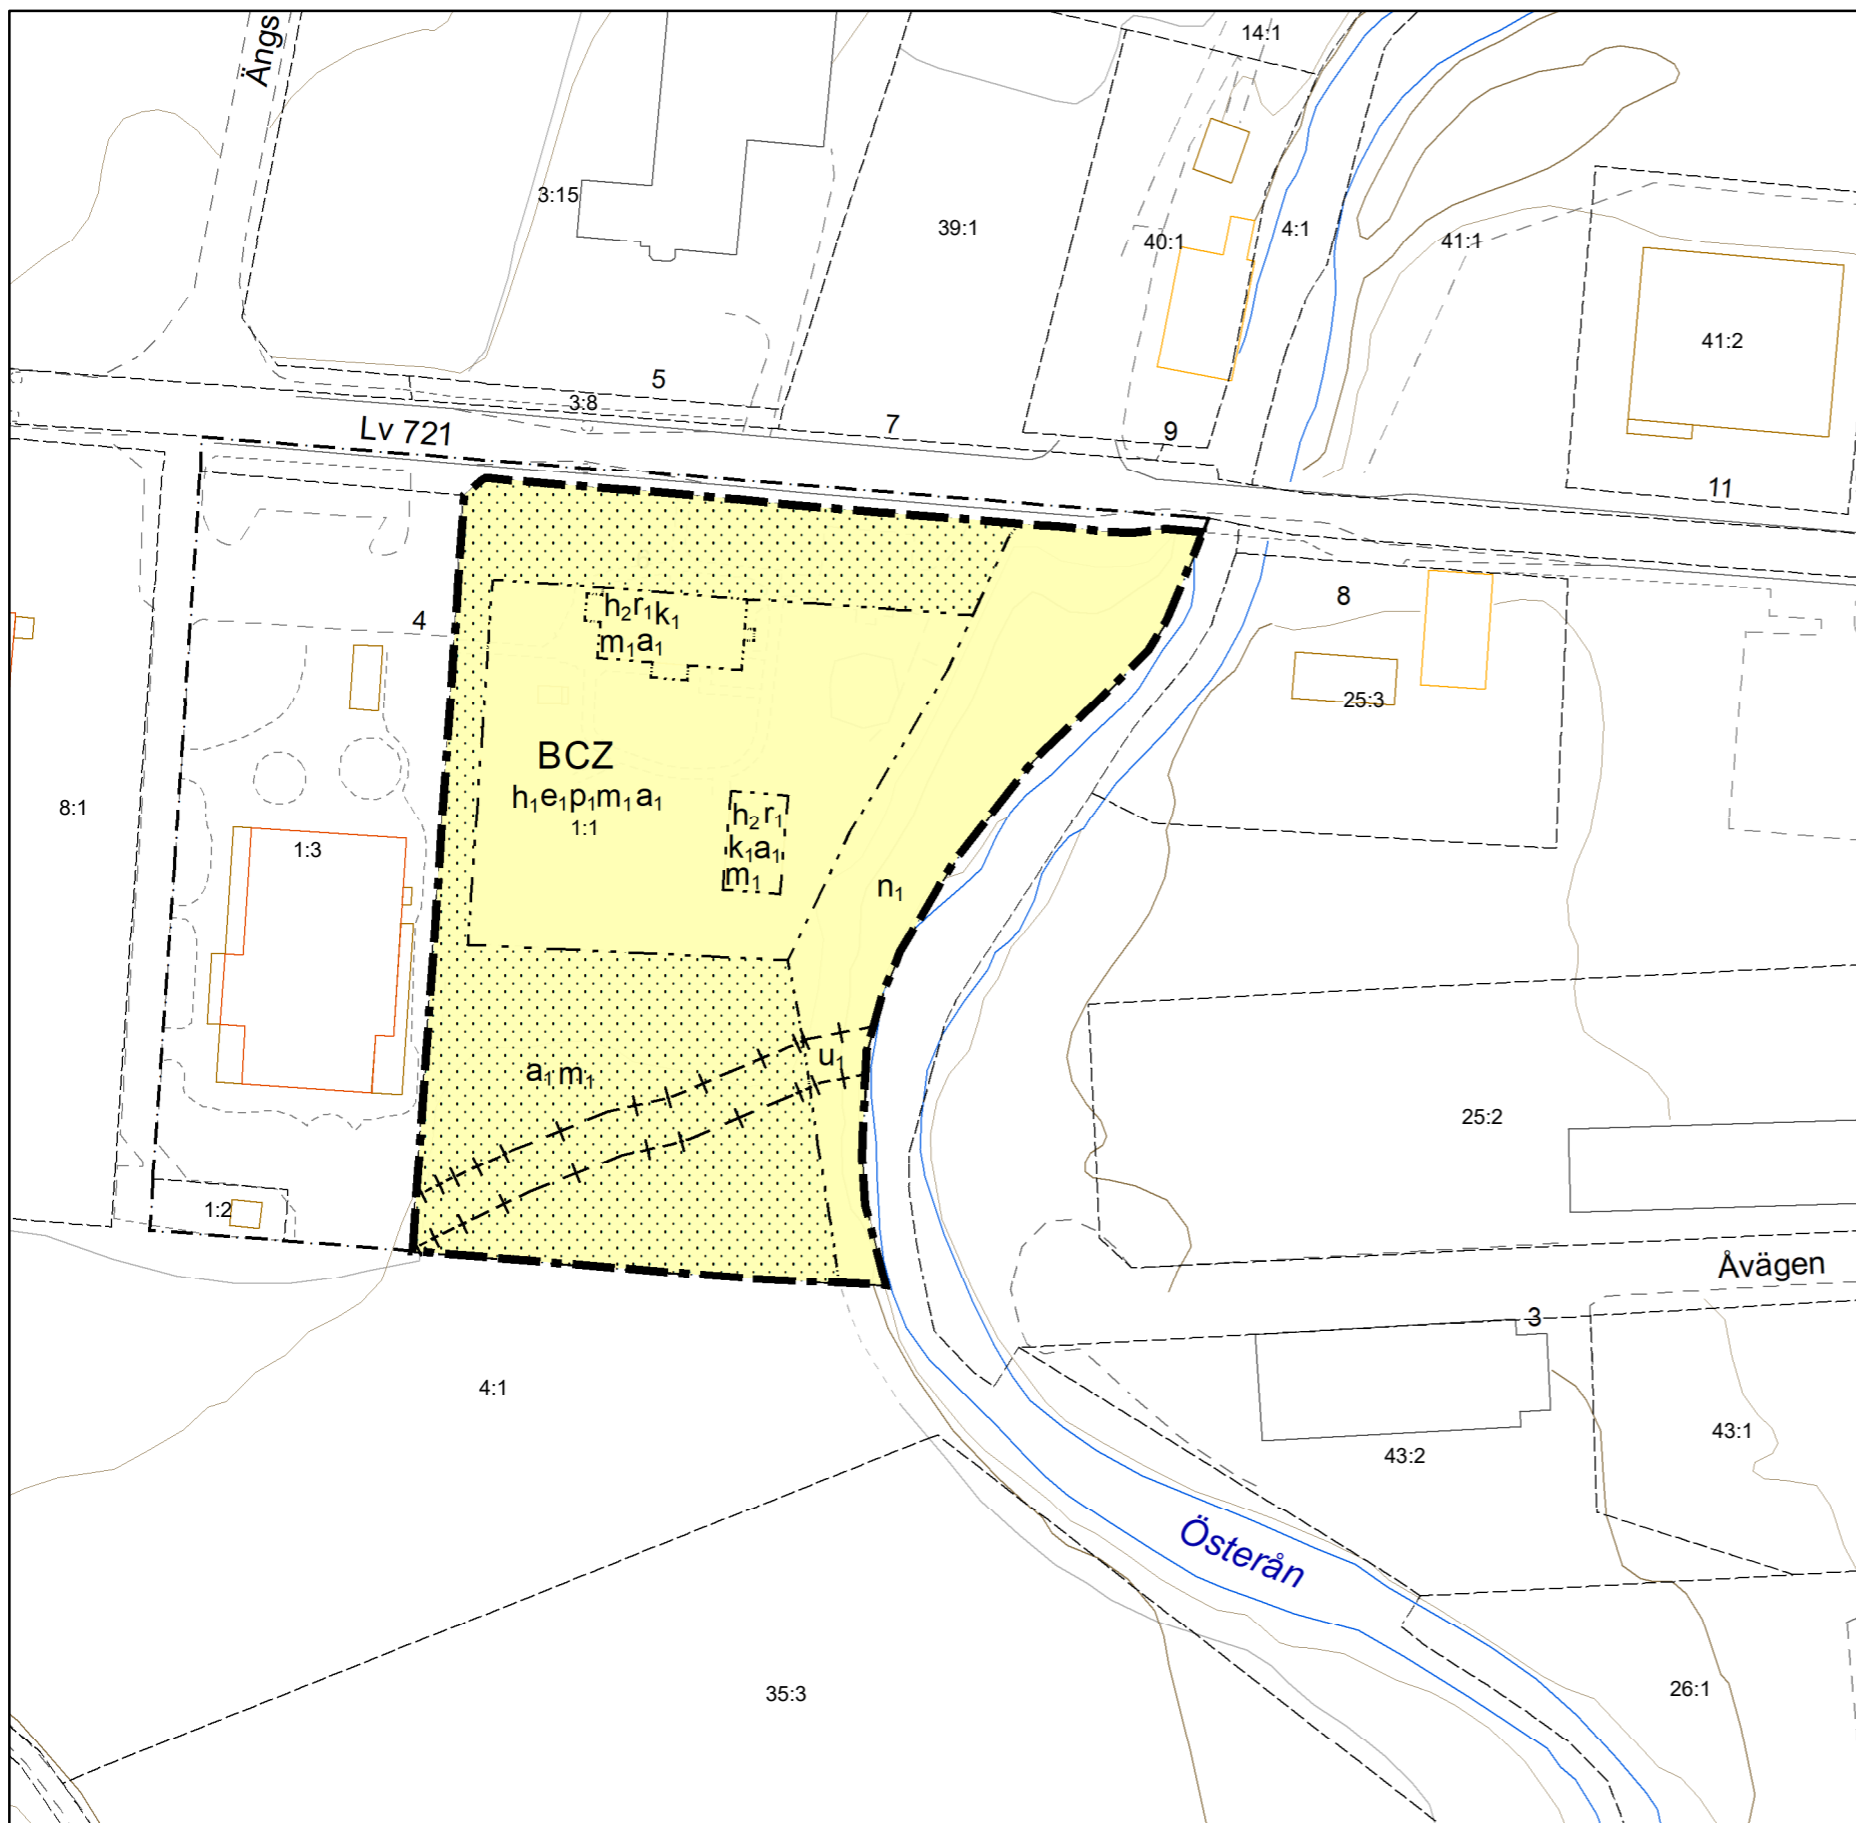 Ängs
14:1
3:15
39:1
40:1
4:1
41:1
41:2
5
3:8
7
9
Lv 721
11
4
h₂r₁k₁
m₁a₁
8
25:3
BCZ
h₁e₁p₁m₁a₁
1:1
h₂r₁
k₁a₁
m₁
8:1
1:3
n₁
u₁
a₁m₁
25:2
1:2
Åvägen
3
4:1
43:1
43:2
Österån
35:3
26:1